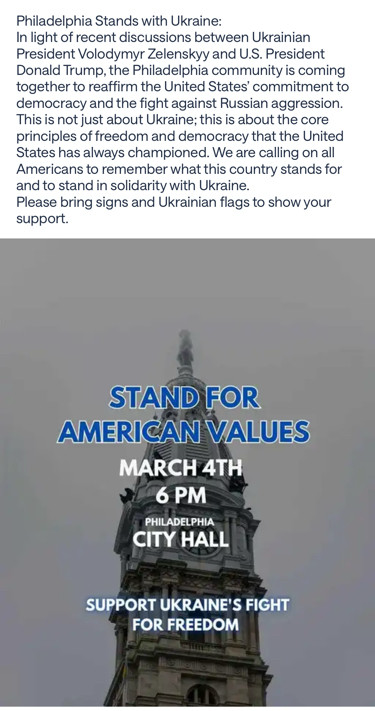 Philadelphia Stands with Ukraine:
In light of recent discussions between Ukrainian
President Volodymyr Zelenskyy and U.S. President
Donald Trump, the Philadelphia community is coming
together to reaffirm the United States' commitment to
democracy and the fight against Russian aggression.
This is not just about Ukraine; this is about the core
principles of freedom and democracy that the United
States has always championed. We are calling on all
Americans to remember what this country stands for
and to stand in solidarity with Ukraine.
Please bring signs and Ukrainian flags to show your
support.
STAND FOR
AMERICAN VALUES
MARCH 4TH
6 PM
PHILADELPHIA
CITY HALL
SUPPORT UKRAINE'S FIGHT
FOR FREEDOM